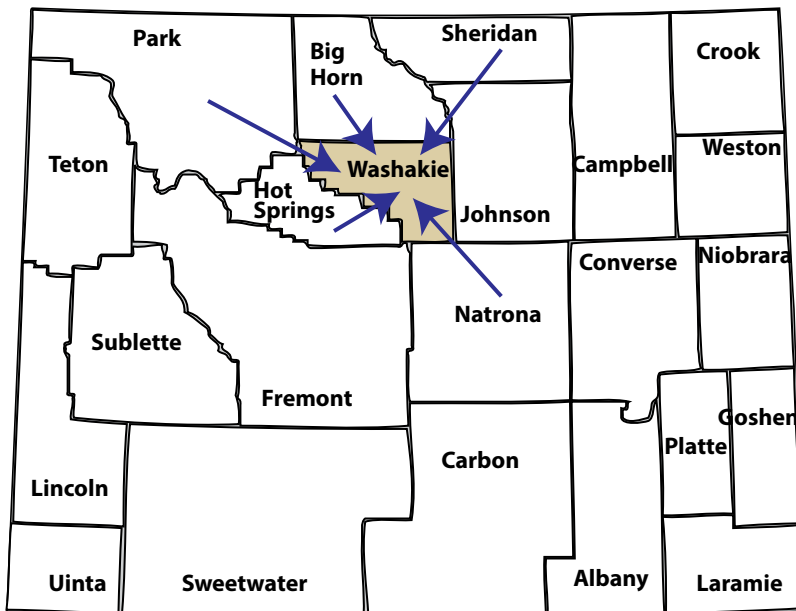 Park
Big
Horn
Sheridan
Crook
Teton
Washakie
Campbell
Weston
Hot
Springs
Johnson
Converse
Niobrara
Natrona
Sublette
Fremont
Goshen
Platte
Carbon
Lincoln
Uinta
Sweetwater
Albany
Laramie